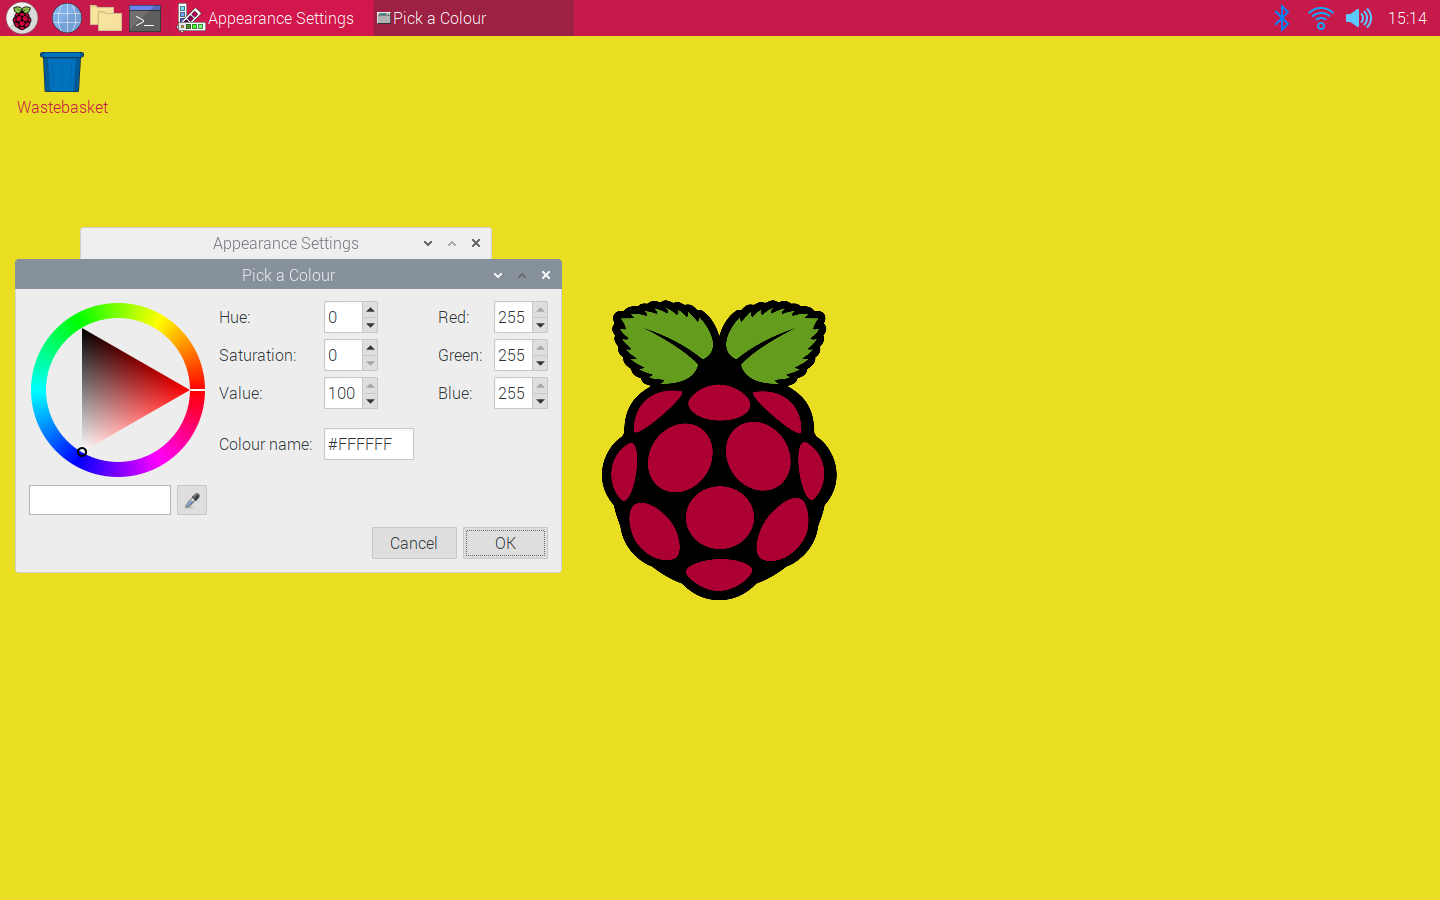 Appearance Settings
Pick a Colour
15:14
Wastebasket
Appearance Settings
Pick a Colour
Hue: 0 Red: 255
Saturation: 0 Green: 255
Value: 100 Blue: 255
Colour name: #FFFFFF
Cancel OK